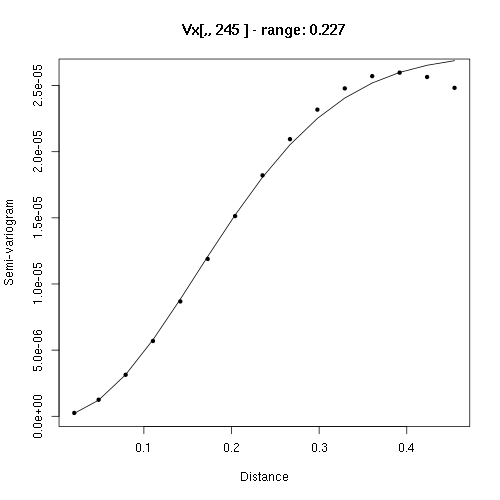 Vx[,, 245 ] - range: 0.227
Semi-variogram
2.5e-05
2.0e-05
1.5e-05
1.0e-05
5.0e-06
0.0e+00
0.1 0.2 0.3 0.4
Distance